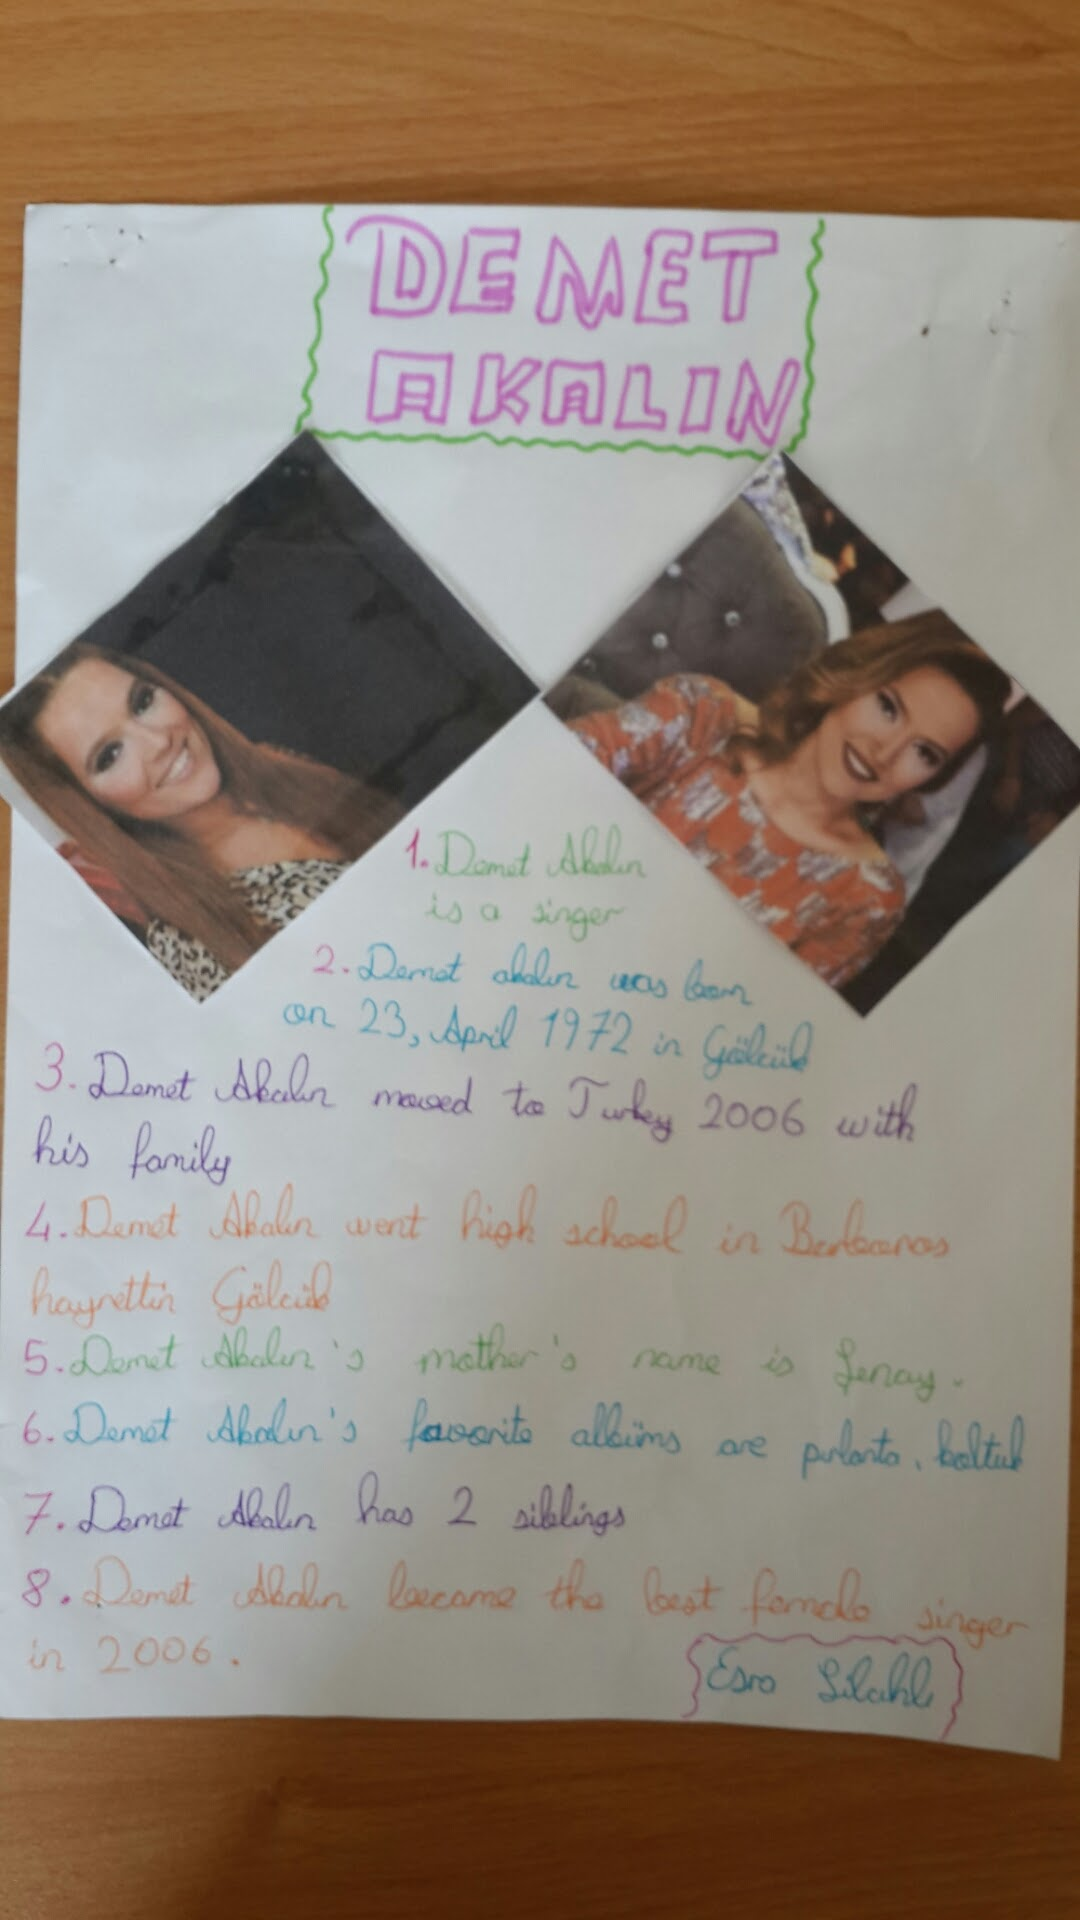 DEMET
AKALIN
1. Demet Akalın
is a singer
2. Demet akalın was born
on 23, April 1972 in Gölcük
3. Demet Akalın moved to Turkey 2006 with
his family
4. Demet Akalın went high school in Barbaros
hayrettin Gölcük
5. Demet Akalın's mother's name is Şenay.
6. Demet Akalın's favorite albüms are pırlanta, koltuk
7. Demet Akalın has 2 siblings
8. Demet Akalın became the best female singer
in 2006.
Esra Silahlı